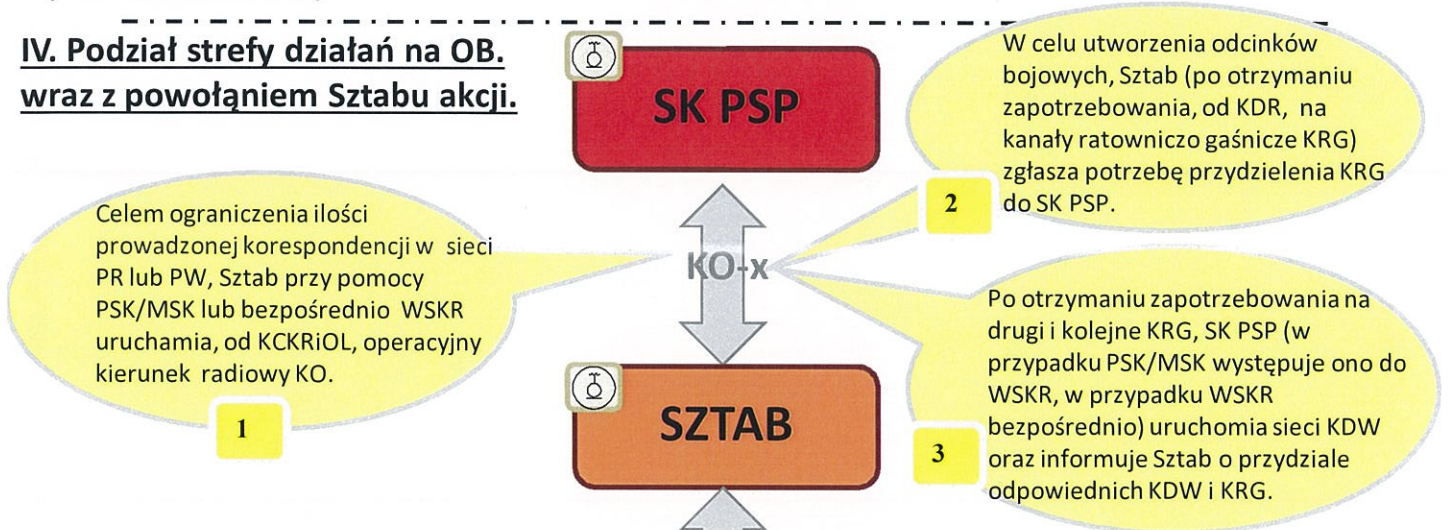 IV. Podział strefy działań na OB.
wraz z powołąniem Sztabu akcji.
SK PSP
W celu utworzenia odcinków
bojowych, Sztab (po otrzymaniu
zapotrzebowania, od KDR, na
kanały ratowniczo gaśnicze KRG)
zgłasza potrzebę przydzielenia KRG
do SK PSP.
2
Celem ograniczenia ilości
prowadzonej korespondencji w sieci
PR lub PW, Sztab przy pomocy
PSK/MSK lub bezpośrednio WSKR
uruchamia, od KCKRiOL, operacyjny
kierunek radiowy KO.
1
KO-x
Po otrzymaniu zapotrzebowania na
drugi i kolejne KRG, SK PSP (w
przypadku PSK/MSK występuje ono do
WSKR, w przypadku WSKR
bezpośrednio) uruchomia sieci KDW
oraz informuje Sztab o przydziale
odpowiednich KDW i KRG.
3
SZTAB